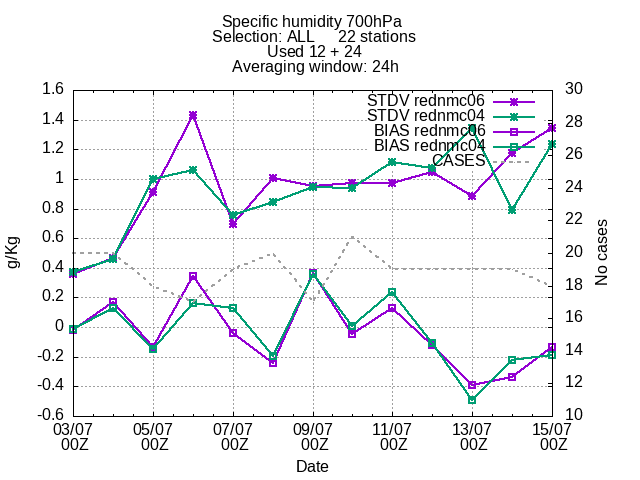 Specific humidity 700hPa
Selection: ALL 22 stations
Used 12 + 24
Averaging window: 24h
STDV rednmc06
STDV rednmc04
BIAS rednmc06
BIAS rednmc04
CASES
1.6
1.4
1.2
1
0.8
0.6
0.4
0.2
0
-0.2
-0.4
-0.6
g/Kg
30
28
26
24
22
20
18
16
14
12
10
No cases
03/07 05/07 07/07 09/07 11/07 13/07 15/07
00Z 00Z 00Z 00Z 00Z 00Z 00Z
Date